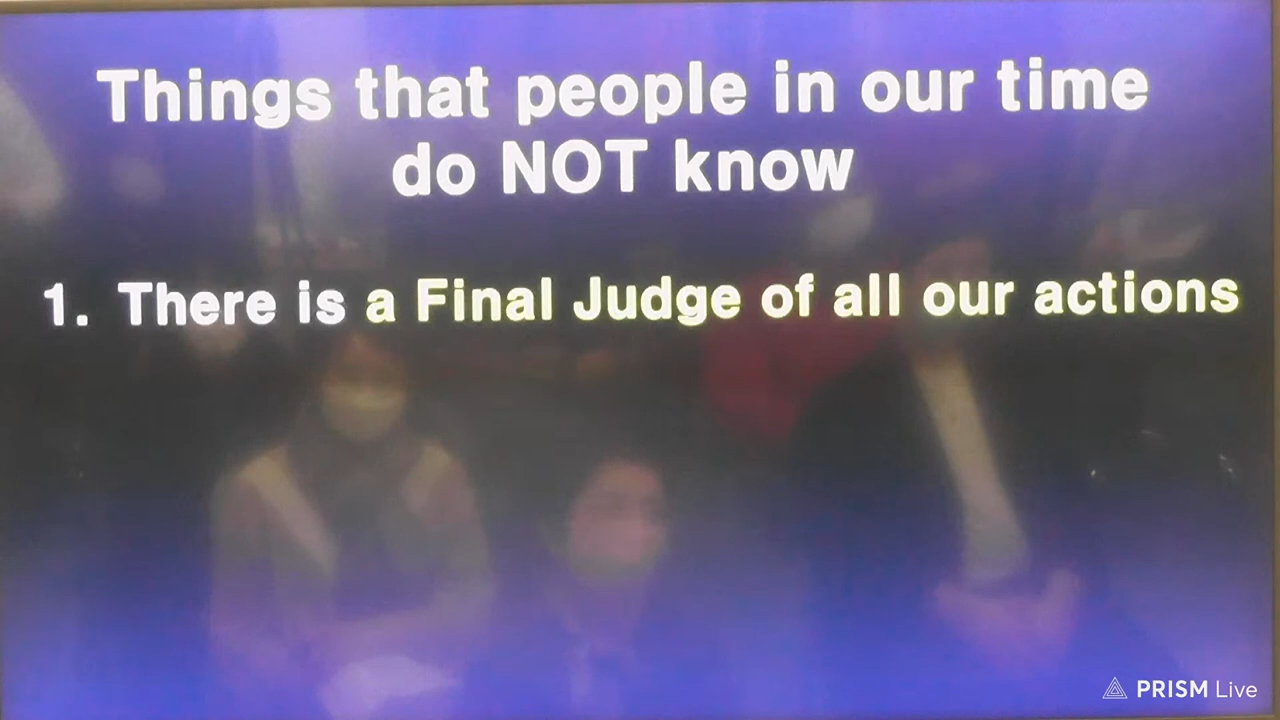 Things that people in our time
do NOT know
1. There is a Final Judge of all our actions
PRISM Live